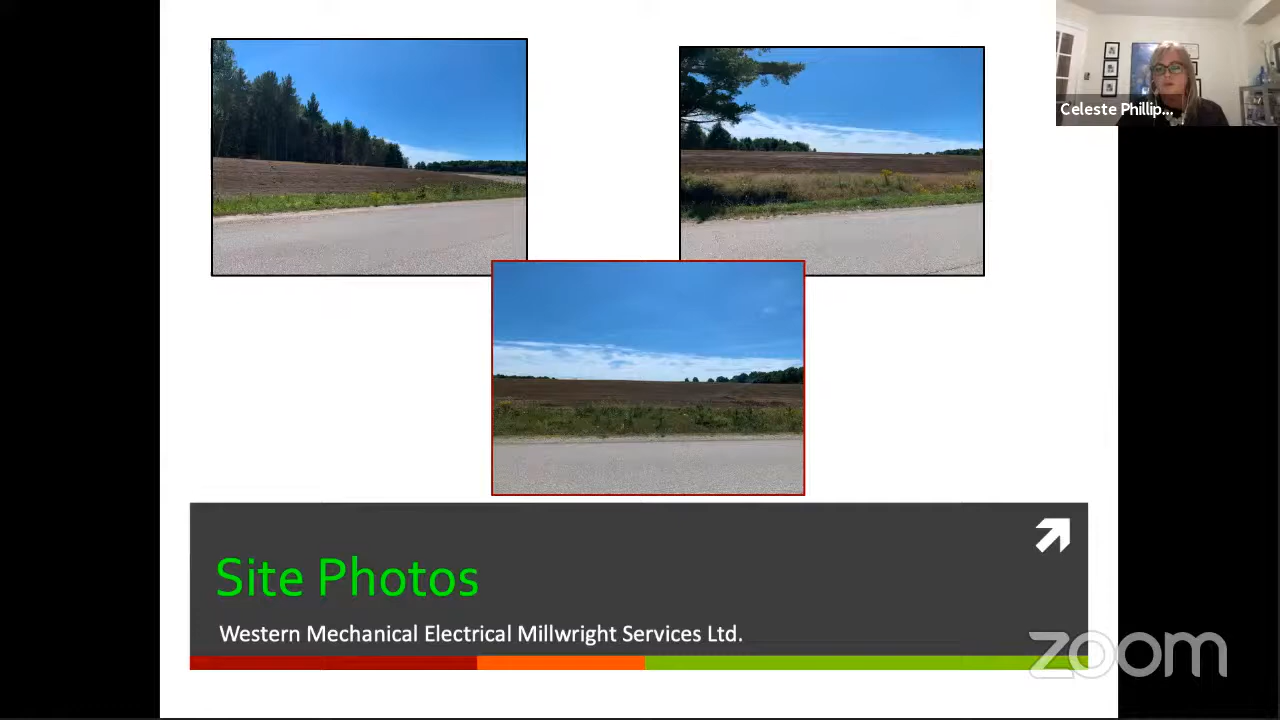 Celeste Phillip...
Site Photos
Western Mechanical Electrical Millwright Services Ltd.
zoom